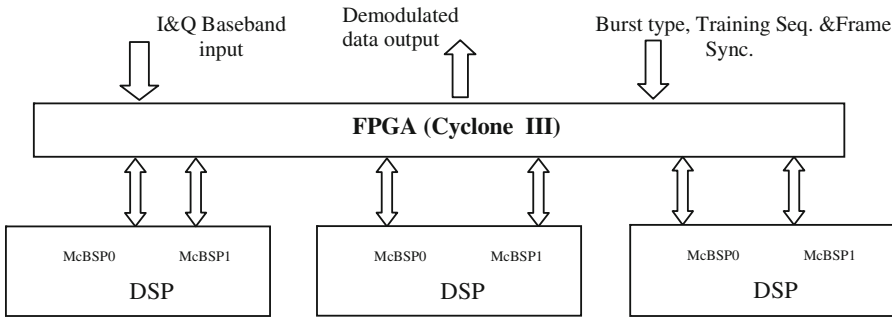 I&Q Baseband
input
Demodulated
data output
Burst type, Training Seq. &Frame
Sync.
FPGA (Cyclone III)
McBSP0 McBSP1
DSP
McBSP0 McBSP1
DSP
McBSP0 McBSP1
DSP